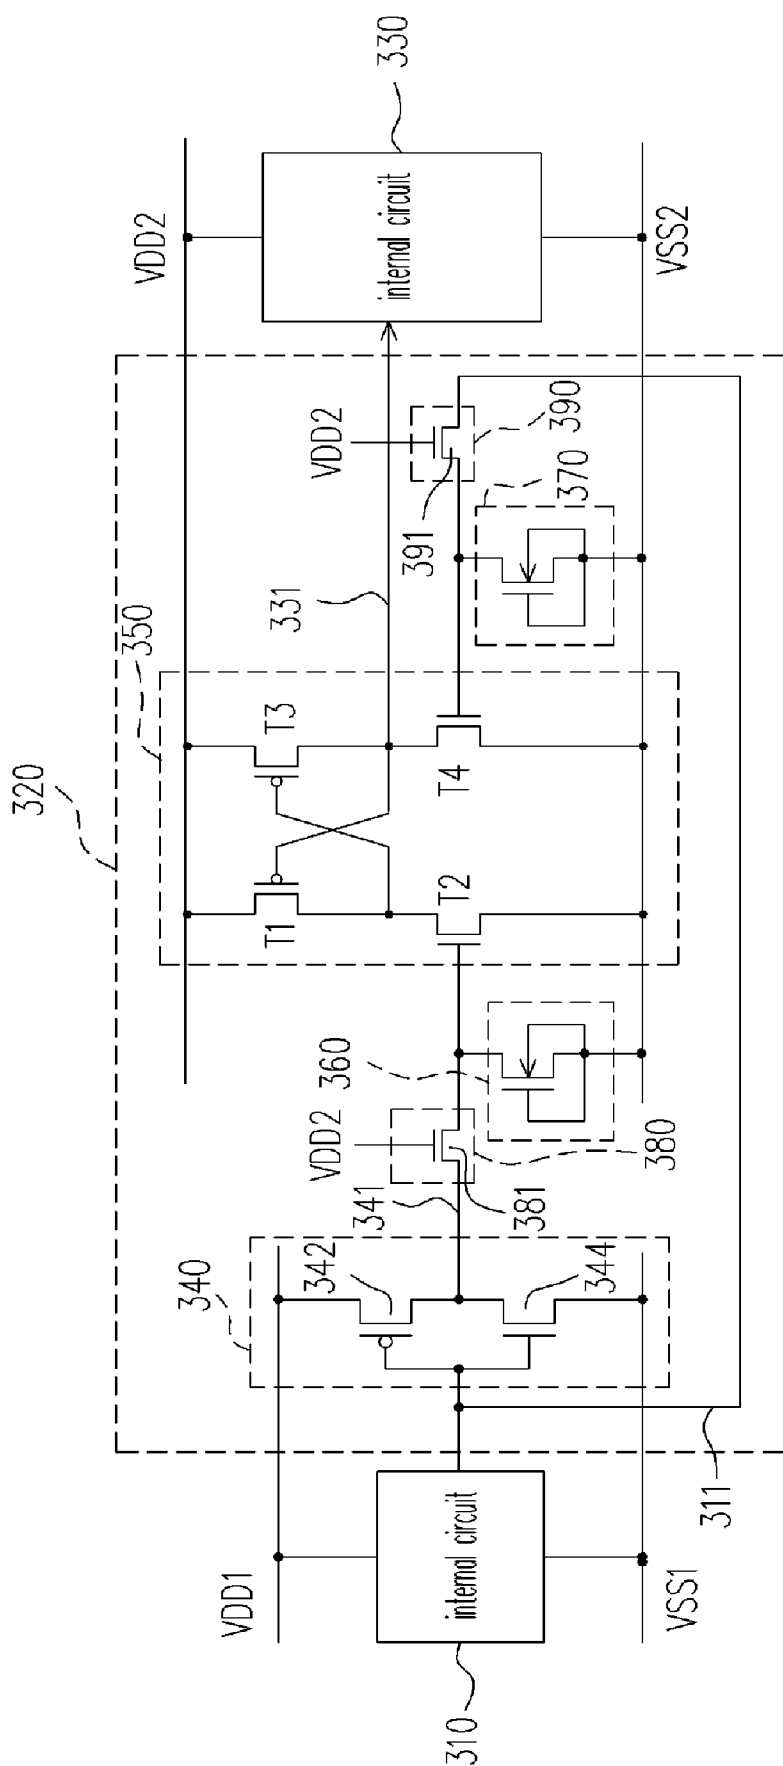 320
350
VDD2
330
340
VDD1
T1
T3
internal circuit
331
VDD2
VDD2
342
341
360
T2
T4
391
390
370
310
internal circuit
344
381
380
VSS1
VSS2
311